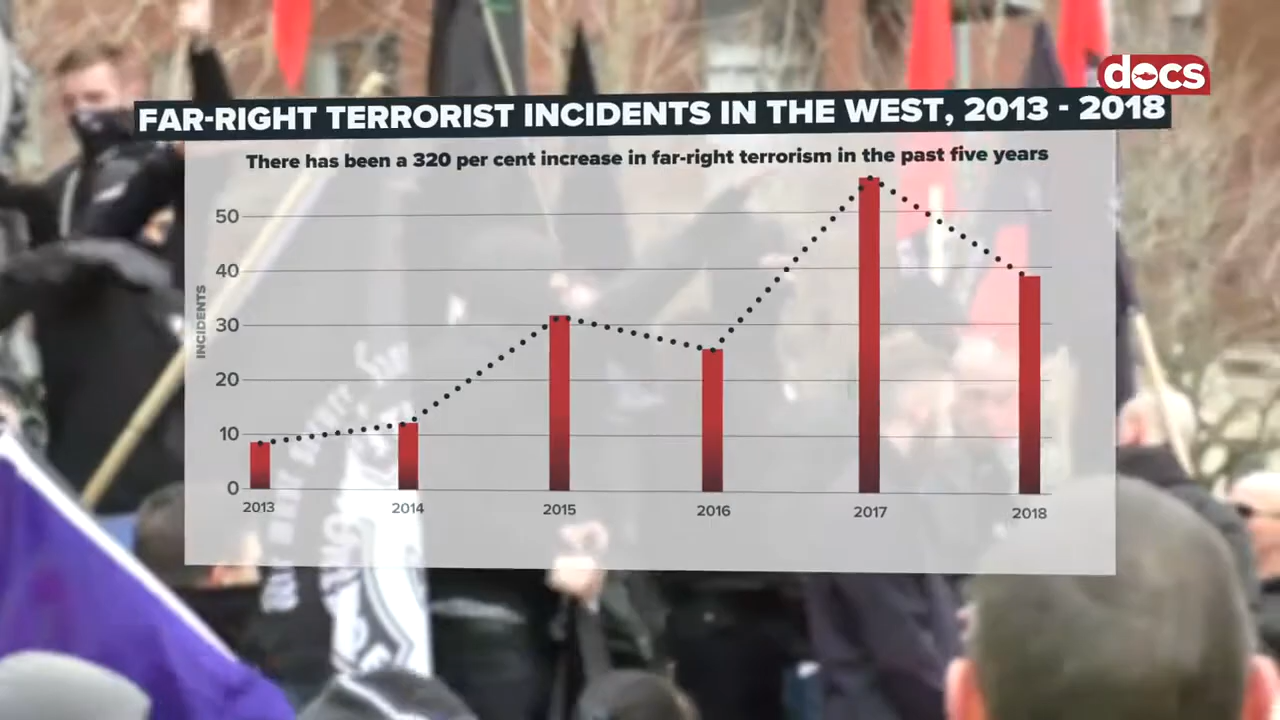 docs
FAR-RIGHT TERRORIST INCIDENTS IN THE WEST, 2013 - 2018
There has been a 320 per cent increase in far-right terrorism in the past five years
INCIDENTS
50
40
30
20
10
0
2013 2014 2015 2016 2017 2018